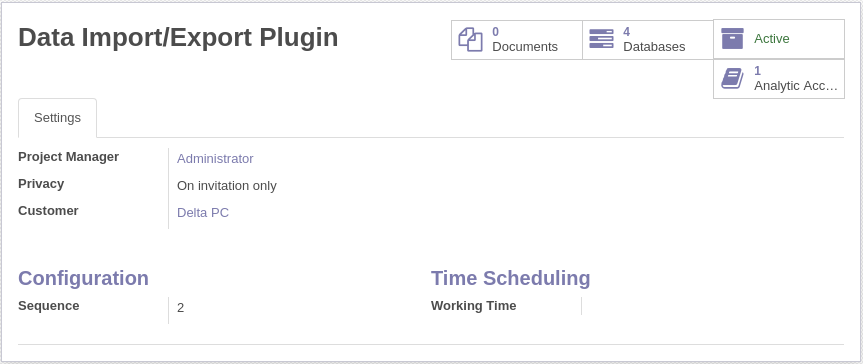 Data Import/Export Plugin
0
Documents
4
Databases
Active
1
Analytic Acc...
Settings
Project Manager Administrator
Privacy On invitation only
Customer Delta PC
Configuration Time Scheduling
Sequence 2 Working Time